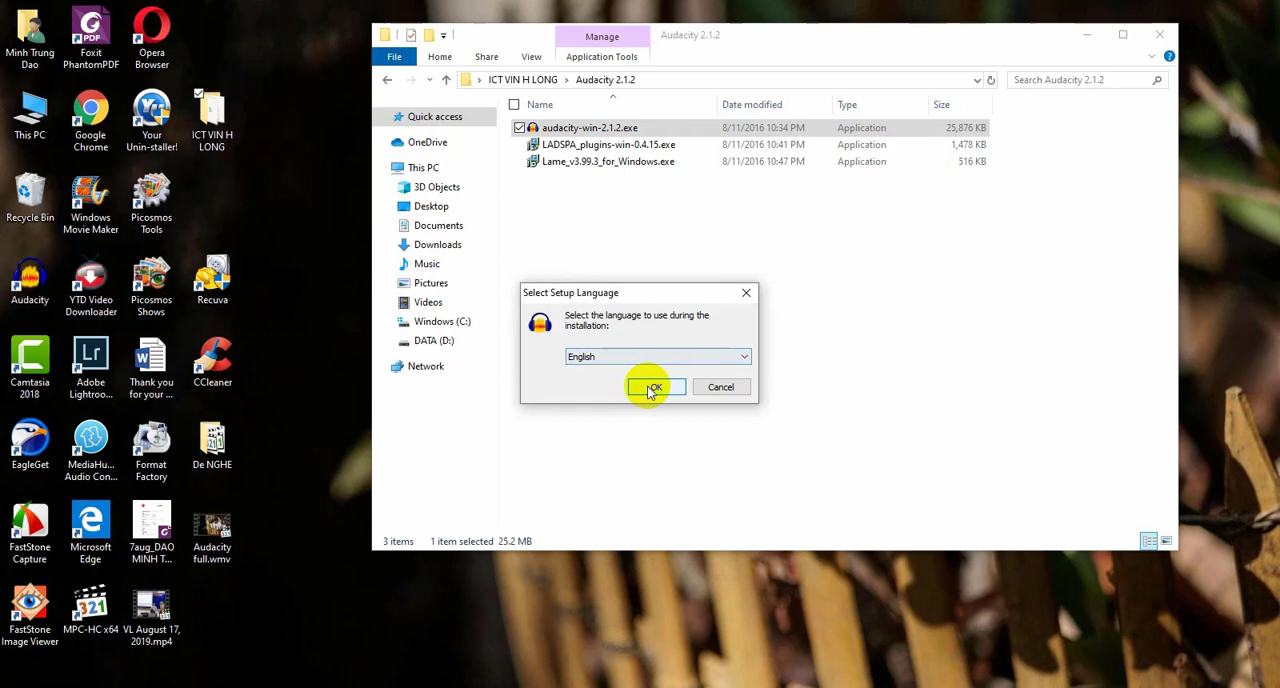 Minh Trung
Dao
Foxit
PhantomPDF
Opera
Browser
This PC
Google
Chrome
Your
Unin-staller!
ICT VIN H
LONG
Recycle Bin
Windows
Movie Maker
Picosmos
Tools
Audacity
YTD Video
Downloader
Picosmos
Shows
Recuva
Camtasia
2018
Adobe
Lightroo...
Thank you
for your ...
CCleaner
EagleGet
MediaHu...
Audio Con...
Format
Factory
De NGHE
FastStone
Capture
Microsoft
Edge
7aug_DAO
MINH T...
Audacity
full.wmv
FastStone
Image Viewer
MPC-HC x64
VL August 17,
2019.mp4
Manage
Audacity 2.1.2
File
Home
Share
View
Application Tools
ICT VIN H LONG
Audacity 2.1.2
Search Audacity 2.1.2
Quick access
OneDrive
This PC
3D Objects
Desktop
Documents
Downloads
Music
Pictures
Videos
Windows (C:)
DATA (D:)
Network
Name
Date modified
Type
Size
audacity-win-2.1.2.exe
8/11/2016 10:34 PM
Application
25,876 KB
LADSPA_plugins-win-0.4.15.exe
8/11/2016 10:41 PM
Application
1,478 KB
Lame_v3.99.3_for_Windows.exe
8/11/2016 10:47 PM
Application
516 KB
Select Setup Language
Select the language to use during the
installation:
English
OK
Cancel
3 items
1 item selected 25.2 MB